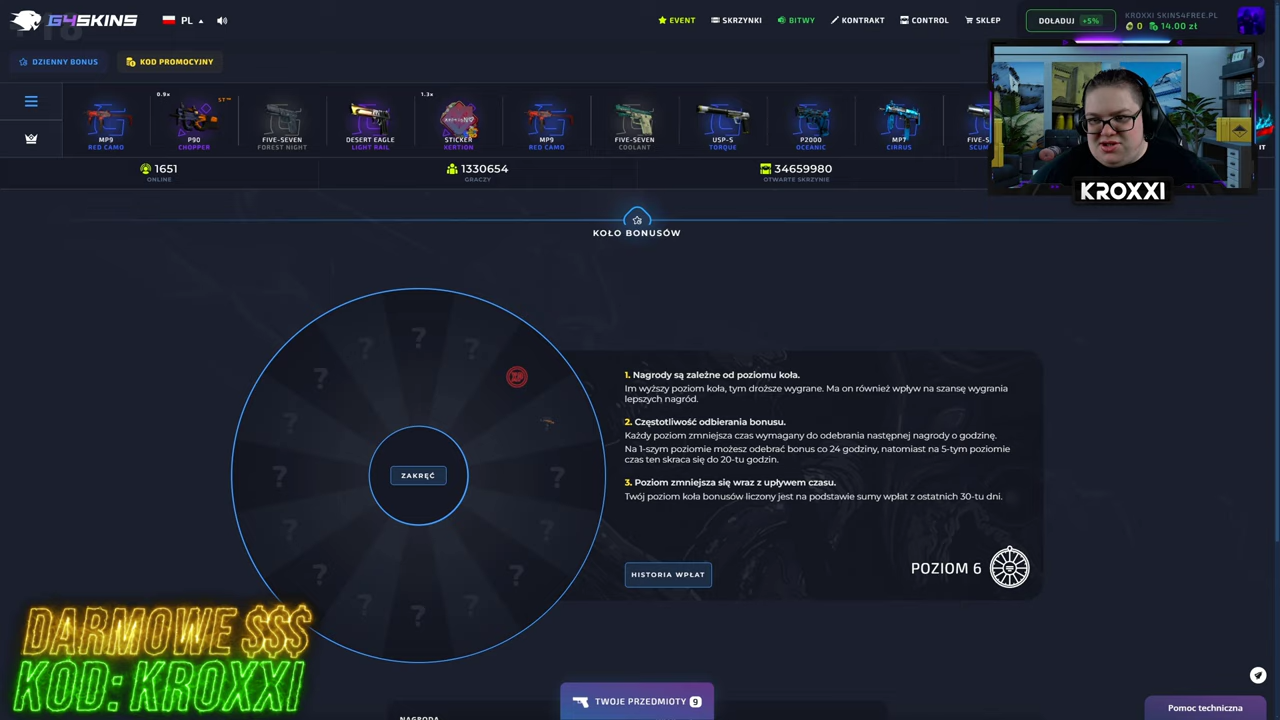 G4SKINS
PL
EVENT
SKRZYNKI
BITWY
KONTRAKT
CONTROL
SKLEP
DOŁADUJ +5%
KROXXI SKINS4FREE.PL
0 14.00 zł
DZIENNY BONUS
KOD PROMOCYJNY
MP9
RED CAMO
0.9x
ST™
P90
CHOPPER
FIVE-SEVEN
FOREST NIGHT
DESERT EAGLE
LIGHT RAIL
1.3x
STICKER
KERTION
MP9
RED CAMO
FIVE-SEVEN
COOLANT
USP-S
TORQUE
P2000
OCEANIC
MP7
CIRRUS
FIVE-S
SCUM
IT
1651
ONLINE
1330654
GRACZY
34659980
OTWARTE SKRZYNIE
KROXXI
KOŁO BONUSÓW
? ? ? ? ? ? ? ? ? ? ? ? ? ?
ZAKRĘĆ
1. Nagrody są zależne od poziomu koła.
Im wyższy poziom koła, tym droższe wygrane. Ma on również wpływ na szansę wygrania
lepszych nagród.
2. Częstotliwość odbierania bonusu.
Każdy poziom zmniejsza czas wymagany do odebrania następnej nagrody o godzinę.
Na 1-szym poziomie możesz odebrać bonus co 24 godziny, natomiast na 5-tym poziomie
czas ten skraca się do 20-tu godzin.
3. Poziom zmniejsza się wraz z upływem czasu.
Twój poziom koła bonusów liczony jest na podstawie sumy wpłat z ostatnich 30-tu dni.
HISTORIA WPŁAT
POZIOM 6
DARMOWE $$$
KOD: KROXXI
TWOJE PRZEDMIOTY 9
NAGRODA
Pomoc techniczna